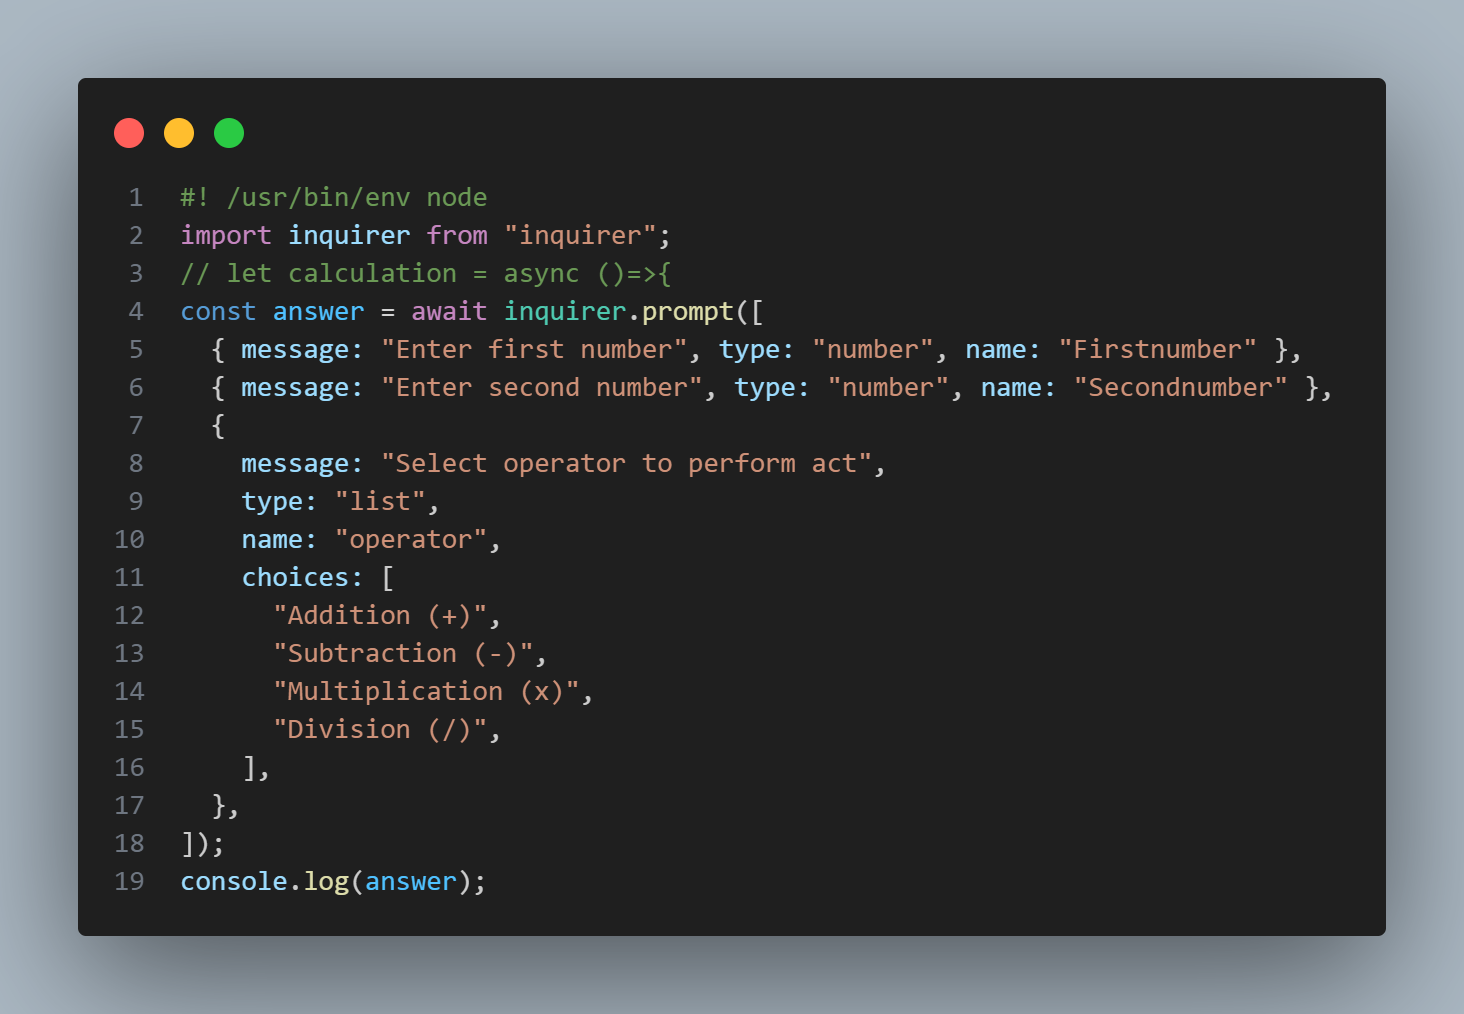 1 #! /usr/bin/env node
2 import inquirer from "inquirer";
3 // let calculation = async ()=>{
4 const answer = await inquirer.prompt([
5   { message: "Enter first number", type: "number", name: "Firstnumber" },
6   { message: "Enter second number", type: "number", name: "Secondnumber" },
7   {
8     message: "Select operator to perform act",
9     type: "list",
10     name: "operator",
11     choices: [
12       "Addition (+)",
13       "Subtraction (-)",
14       "Multiplication (x)",
15       "Division (/)",
16     ],
17   },
18 ]);
19 console.log(answer);